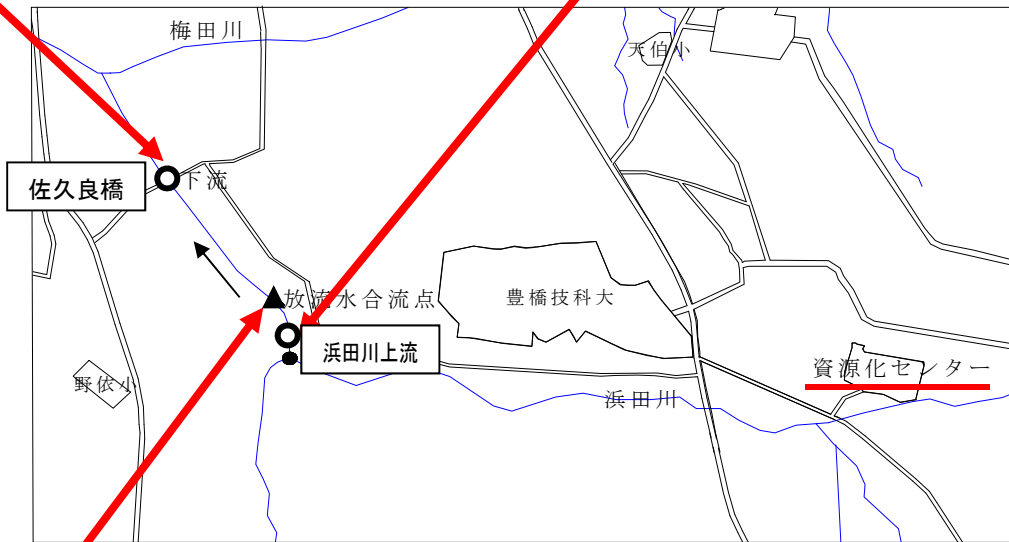 梅田川
天伯小
佐久良橋
下流
放流水合流点
豊橋技科大
浜田川上流
資源化センター
野依小
浜田川